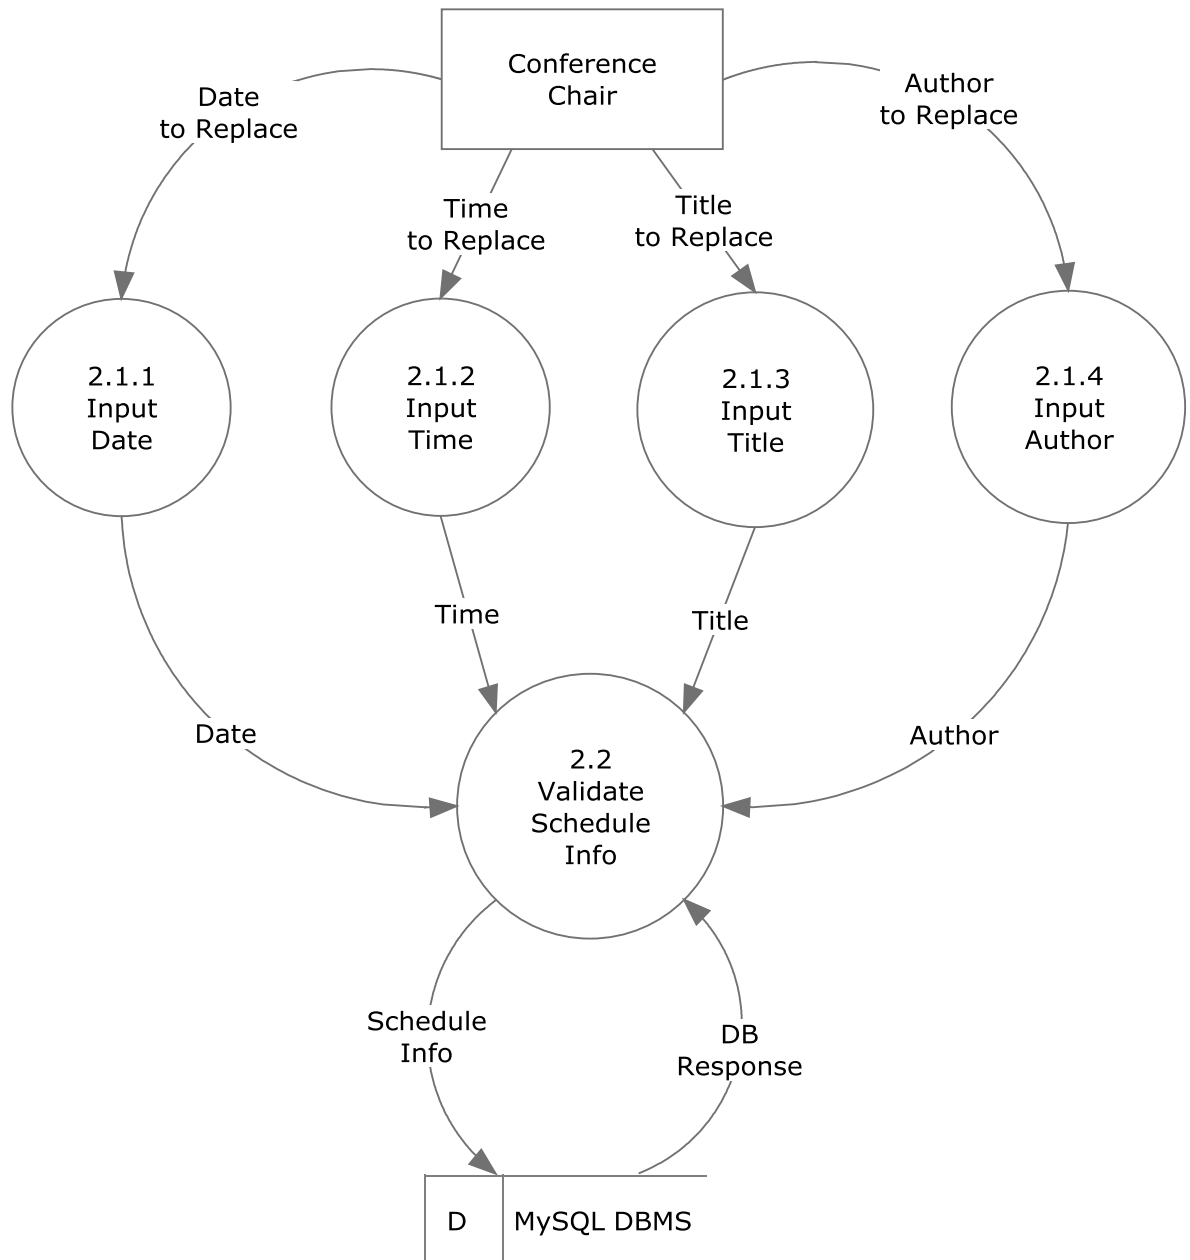 Conference
Chair
Date
to Replace
Author
to Replace
Time
to Replace
Title
to Replace
2.1.1
Input
Date
2.1.2
Input
Time
2.1.3
Input
Title
2.1.4
Input
Author
Time
Title
Date
Author
2.2
Validate
Schedule
Info
Schedule
Info
DB
Response
D
MySQL DBMS